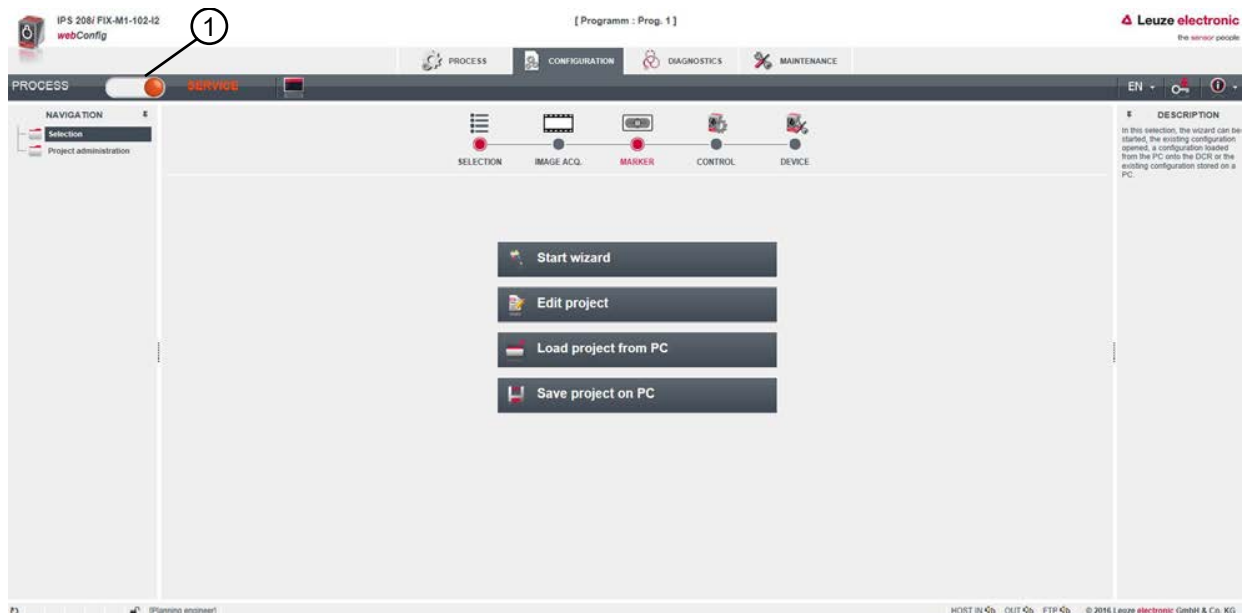 IPS 208i/ FIX-M1-102-I2
webConfig
1
[ Programm : Prog. 1 ]
Leuze electronic
the sensor people
PROCESS
CONFIGURATION
DIAGNOSTICS
MAINTENANCE
PROCESS
SERVICE
EN
NAVIGATION
Selection
Project administration
SELECTION
IMAGE ACQ.
MARKER
CONTROL
DEVICE
Start wizard
Edit project
Load project from PC
Save project on PC
DESCRIPTION
In this selection, the wizard can be
started, the existing configuration
opened, a configuration loaded
from the PC onto the DCR or the
existing configuration stored on a
PC.
[Planning engineer]
HOST IN OUT FTP © 2016 Leuze electronic GmbH & Co. KG